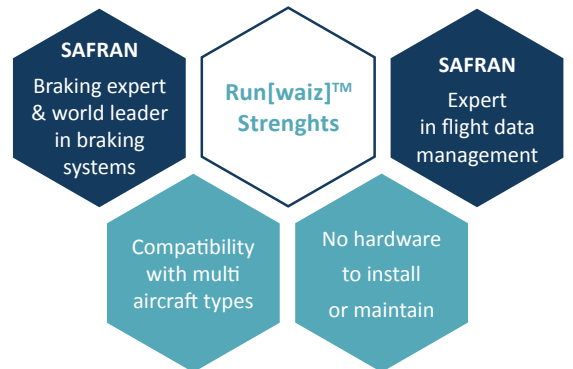 SAFRAN
Braking expert
& world leader
in braking
systems
Run[waiz]™
Strenghts
SAFRAN
Expert
in flight data
management
Compatibility
with multi
aircraft types
No hardware
to install
or maintain